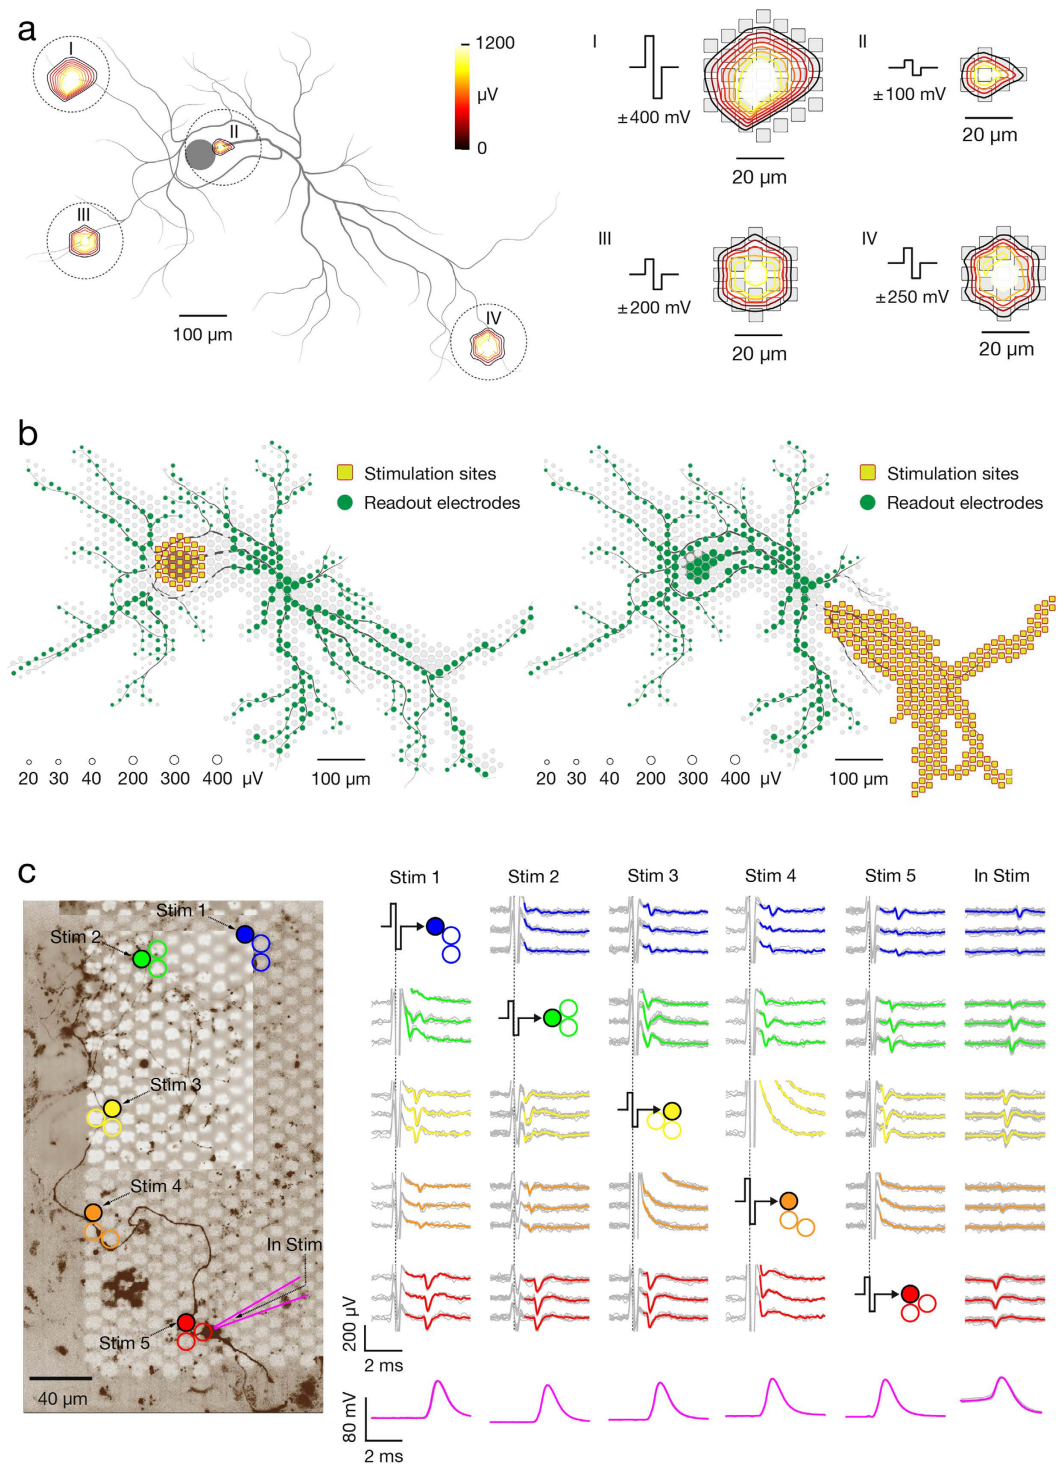 a
I
II
III
IV
1200
µV
0
100 µm
I
±400 mV
20 µm
II
±100 mV
20 µm
III
±200 mV
20 µm
IV
±250 mV
20 µm
b
Stimulation sites
Readout electrodes
20 30 40 200 300 400 µV
100 µm
Stimulation sites
Readout electrodes
20 30 40 200 300 400 µV
100 µm
c
Stim 1
Stim 2
Stim 3
Stim 4
In Stim
Stim 5
40 µm
Stim 1 Stim 2 Stim 3 Stim 4 Stim 5 In Stim
200 µV
2 ms
80 mV
2 ms